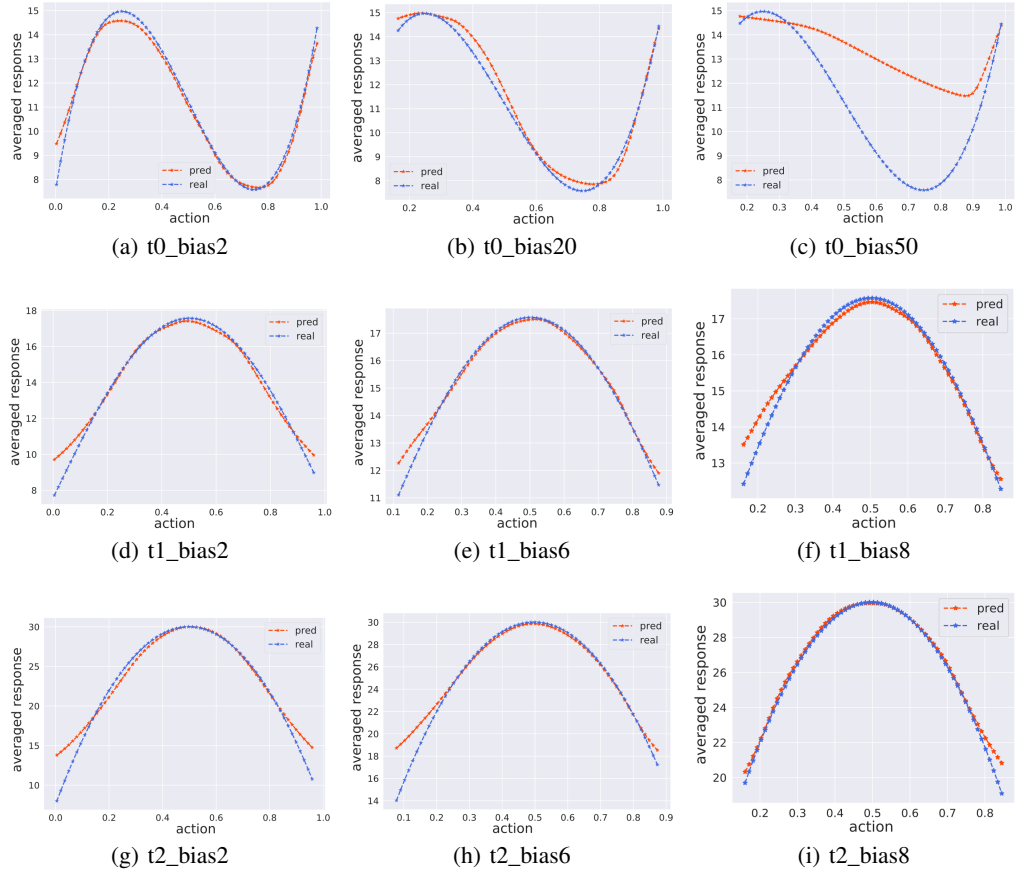 15
14
13
12
11
10
9
8
averaged response
pred
real
0.0 0.2 0.4 0.6 0.8 1.0
action
(a) t0_bias2
15
14
13
12
11
10
9
8
averaged response
pred
real
0.2 0.4 0.6 0.8 1.0
action
(b) t0_bias20
15
14
13
12
11
10
9
8
averaged response
pred
real
0.2 0.3 0.4 0.5 0.6 0.7 0.8 0.9 1.0
action
(c) t0_bias50
18
16
14
12
10
8
averaged response
pred
real
0.0 0.2 0.4 0.6 0.8 1.0
action
(d) t1_bias2
17
16
15
14
13
12
11
averaged response
pred
real
0.1 0.2 0.3 0.4 0.5 0.6 0.7 0.8 0.9
action
(e) t1_bias6
17
16
15
14
13
averaged response
pred
real
0.2 0.3 0.4 0.5 0.6 0.7 0.8
action
(f) t1_bias8
30
25
20
15
10
averaged response
pred
real
0.0 0.2 0.4 0.6 0.8 1.0
action
(g) t2_bias2
30
28
26
24
22
20
18
16
14
averaged response
pred
real
0.1 0.2 0.3 0.4 0.5 0.6 0.7 0.8 0.9
action
(h) t2_bias6
30
28
26
24
22
20
averaged response
pred
real
0.2 0.3 0.4 0.5 0.6 0.7 0.8
action
(i) t2_bias8